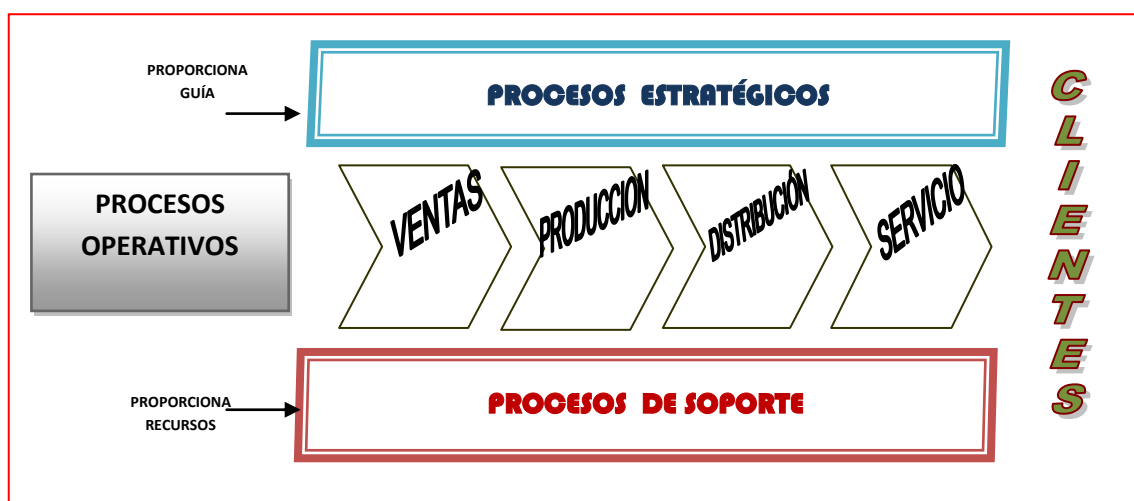 PROPORCIONA
GUÍA
PROCESOS ESTRATÉGICOS
PROCESOS
OPERATIVOS
VENTAS
PRODUCCION
DISTRIBUCIÓN
SERVICIO
PROPORCIONA
RECURSOS
PROCESOS DE SOPORTE
CLIENTES